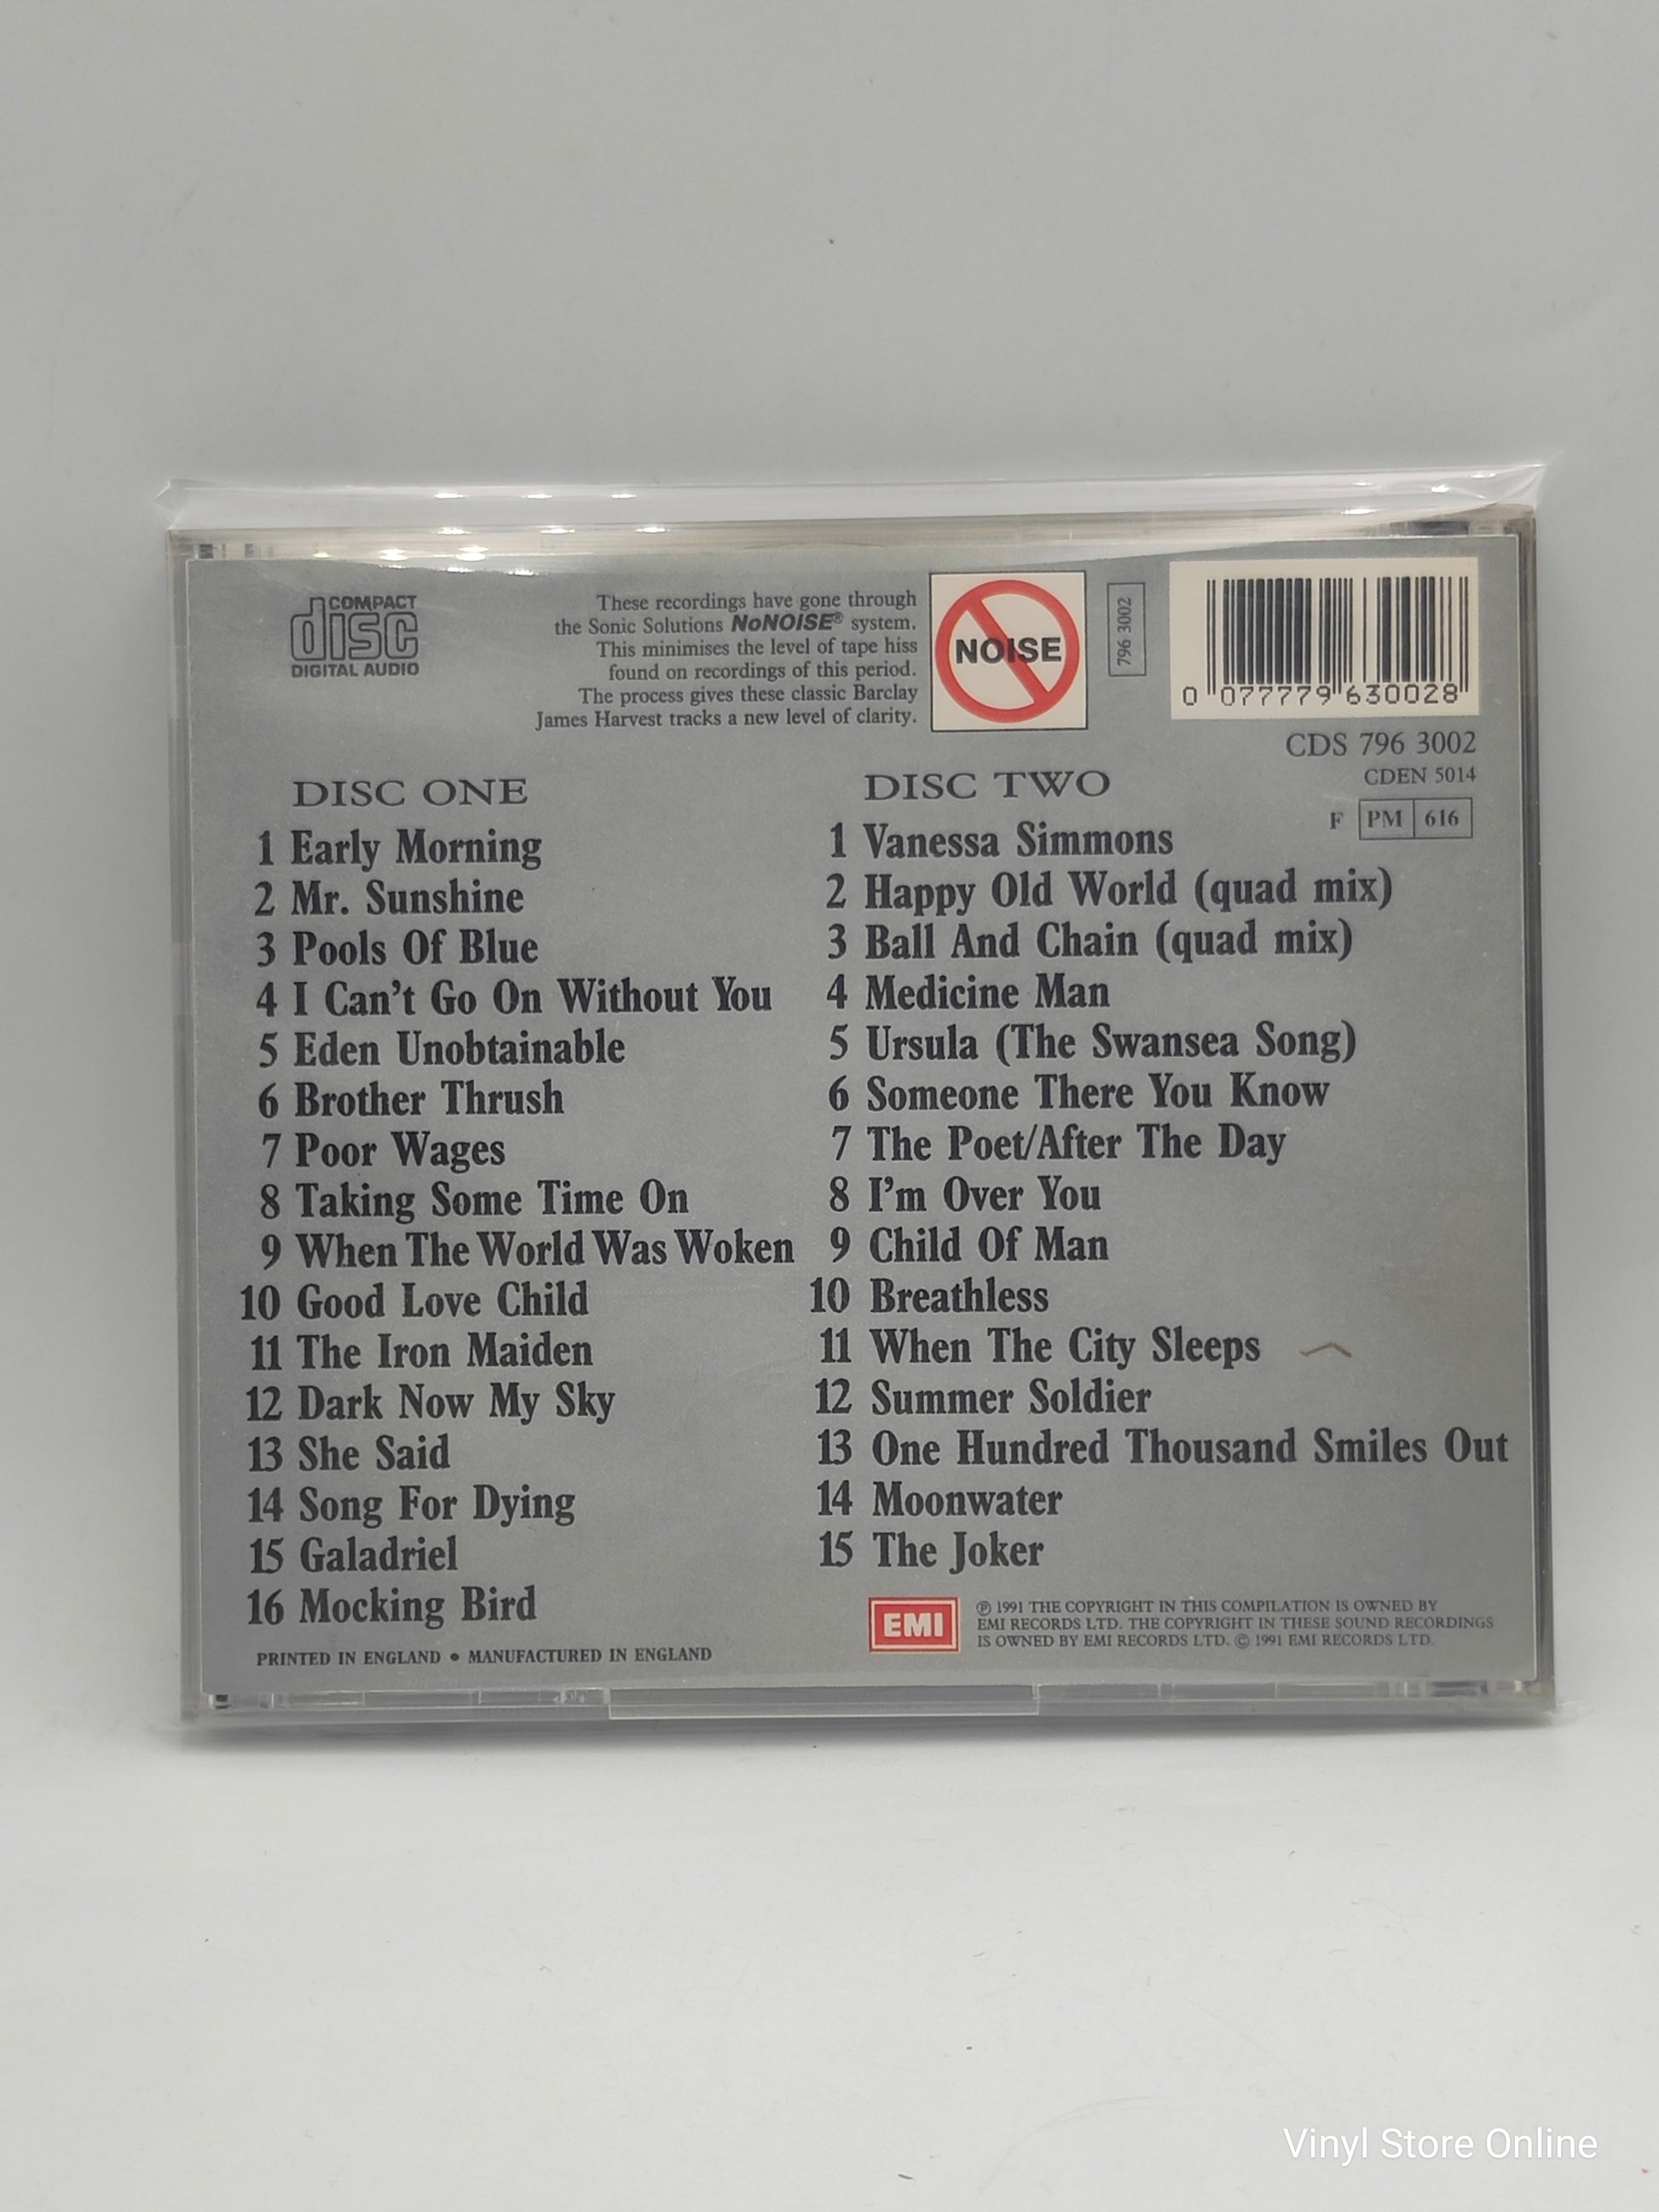 COMPACT
disc
DIGITAL AUDIO
These recordings have gone through
the Sonic Solutions NoNOISE® system.
This minimises the level of tape hiss
found on recordings of this period.
The process gives these classic Barclay
James Harvest tracks a new level of clarity.
NOISE
796 3002
0 077779 630028
CDS 796 3002
CDEN 5014
F PM 616
DISC ONE
1 Early Morning
2 Mr. Sunshine
3 Pools Of Blue
4 I Can't Go On Without You
5 Eden Unobtainable
6 Brother Thrush
7 Poor Wages
8 Taking Some Time On
9 When The World Was Woken
10 Good Love Child
11 The Iron Maiden
12 Dark Now My Sky
13 She Said
14 Song For Dying
15 Galadriel
16 Mocking Bird
PRINTED IN ENGLAND • MANUFACTURED IN ENGLAND
DISC TWO
1 Vanessa Simmons
2 Happy Old World (quad mix)
3 Ball And Chain (quad mix)
4 Medicine Man
5 Ursula (The Swansea Song)
6 Someone There You Know
7 The Poet/After The Day
8 I'm Over You
9 Child Of Man
10 Breathless
11 When The City Sleeps
12 Summer Soldier
13 One Hundred Thousand Smiles Out
14 Moonwater
15 The Joker
EMI
℗ 1991 THE COPYRIGHT IN THIS COMPILATION IS OWNED BY
EMI RECORDS LTD. THE COPYRIGHT IN THESE SOUND RECORDINGS
IS OWNED BY EMI RECORDS LTD. © 1991 EMI RECORDS LTD.
Vinyl Store Online